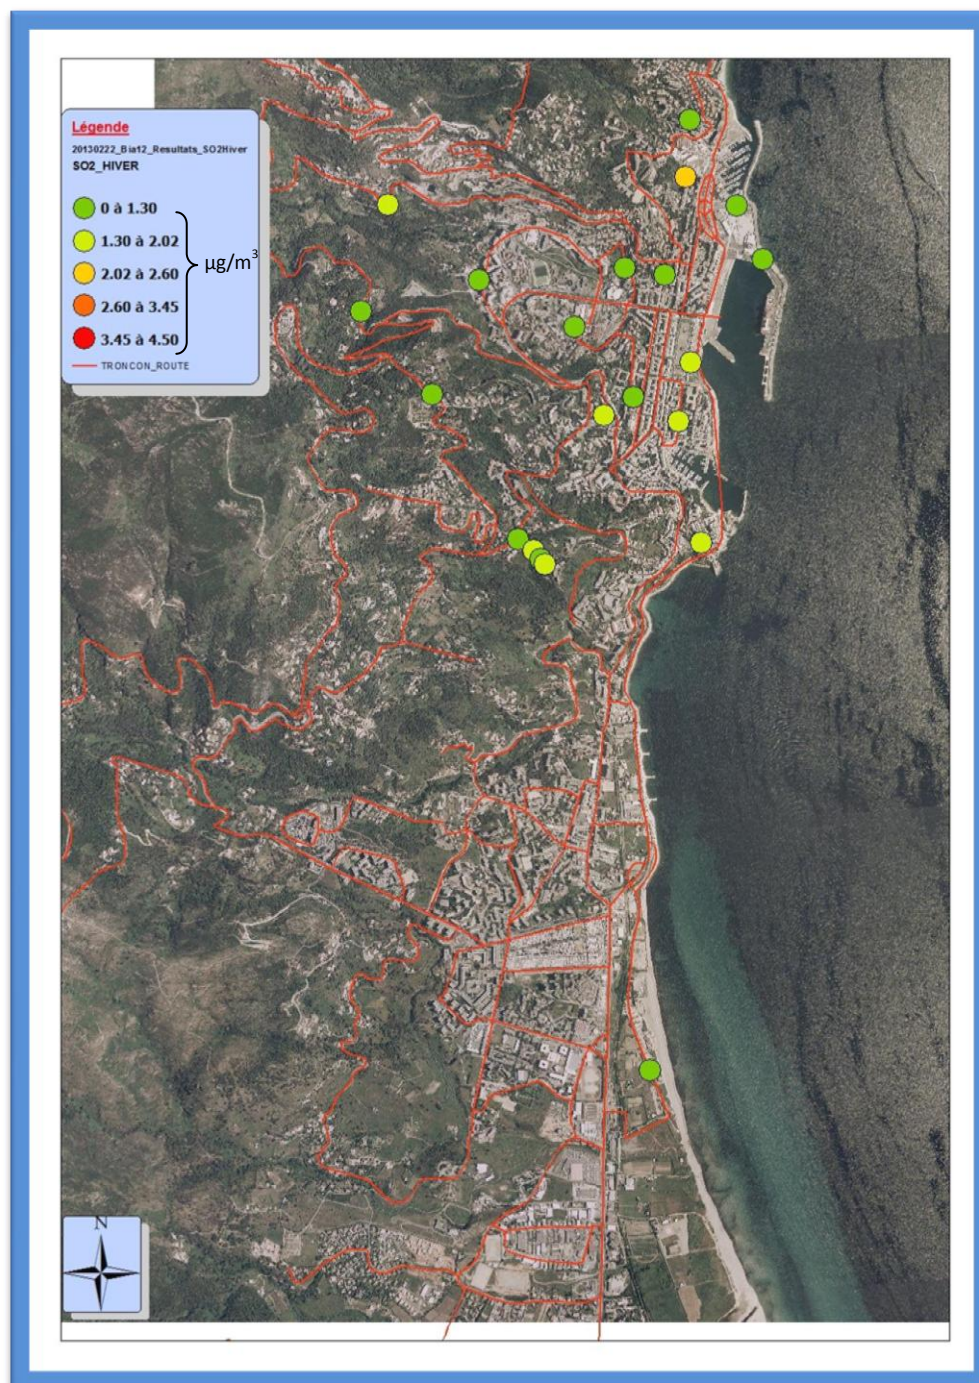 Légende
20130222_Bia12_Resultats_SO2Hiver
SO2_HIVER
0 à 1.30
1.30 à 2.02
2.02 à 2.60
2.60 à 3.45
3.45 à 4.50
µg/m³
TRONCON_ROUTE
N